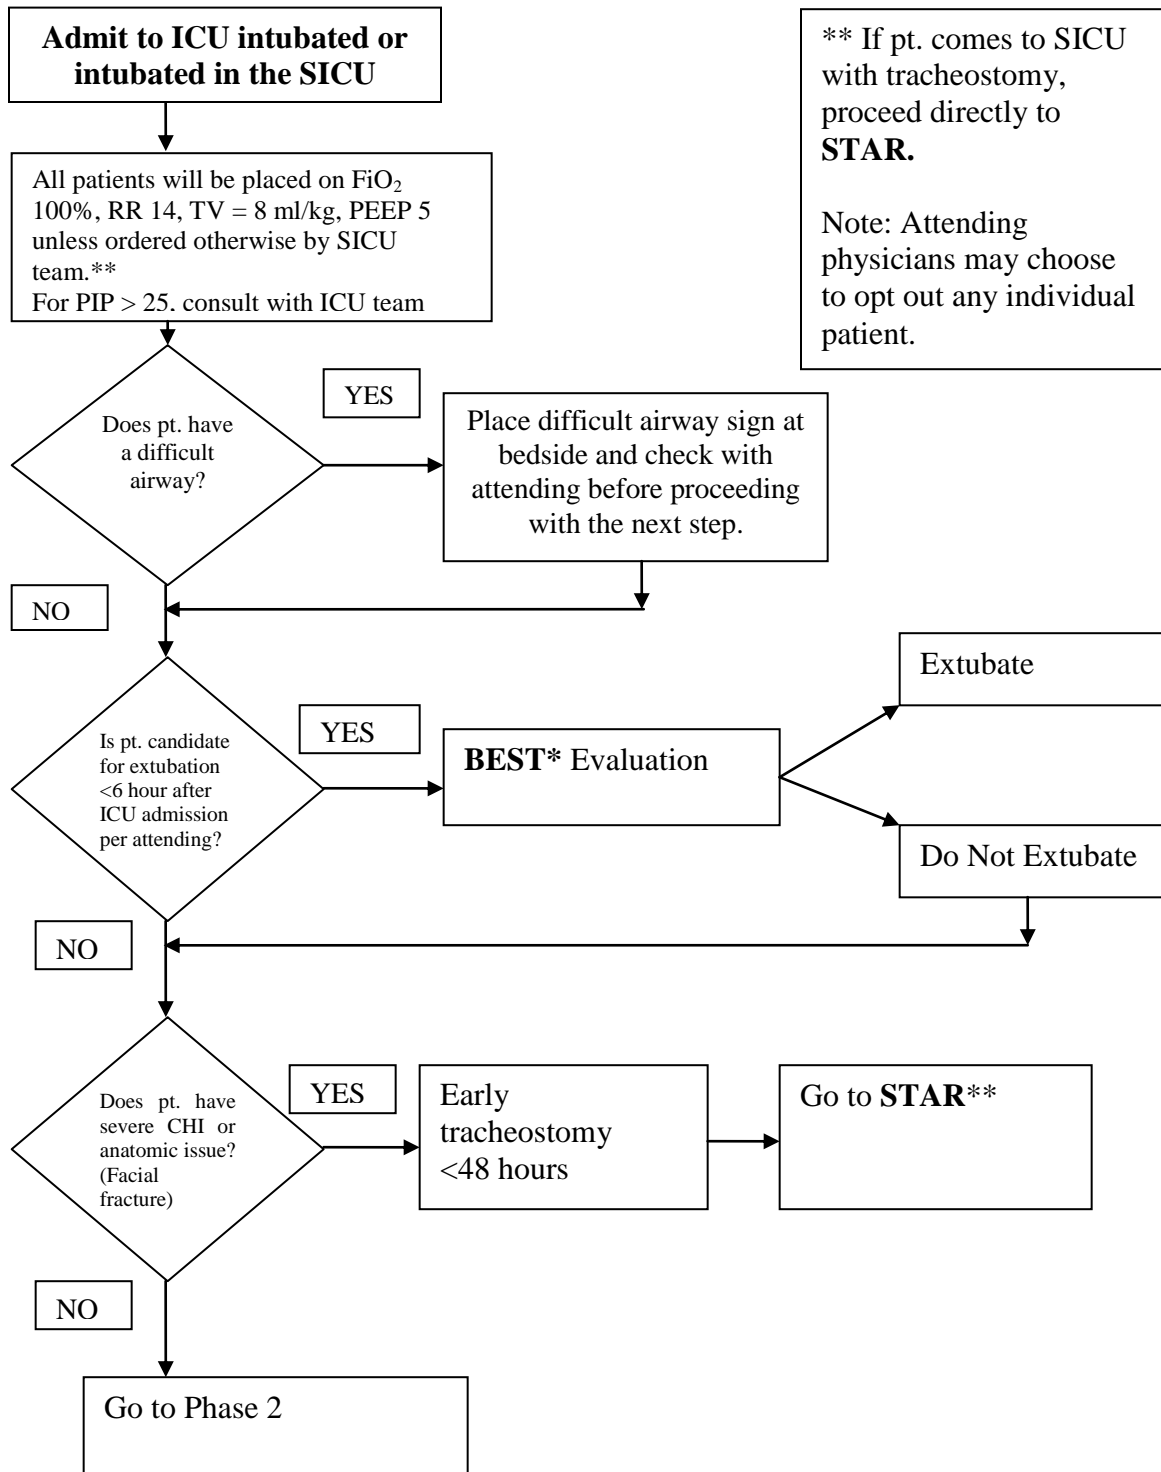 Admit to ICU intubated or
intubated in the SICU
** If pt. comes to SICU
with tracheostomy,
proceed directly to
STAR.
Note: Attending
physicians may choose
to opt out any individual
patient.
All patients will be placed on FiO2
100%, RR 14, TV = 8 ml/kg, PEEP 5
unless ordered otherwise by SICU
team.**
For PIP > 25, consult with ICU team
Does pt. have
a difficult
airway?
YES
Place difficult airway sign at
bedside and check with
attending before proceeding
with the next step.
NO
Is pt. candidate
for extubation
<6 hour after
ICU admission
per attending?
YES
BEST* Evaluation
Extubate
Do Not Extubate
NO
Does pt. have
severe CHI or
anatomic issue?
(Facial
fracture)
YES
Early
tracheostomy
<48 hours
Go to STAR**
NO
Go to Phase 2